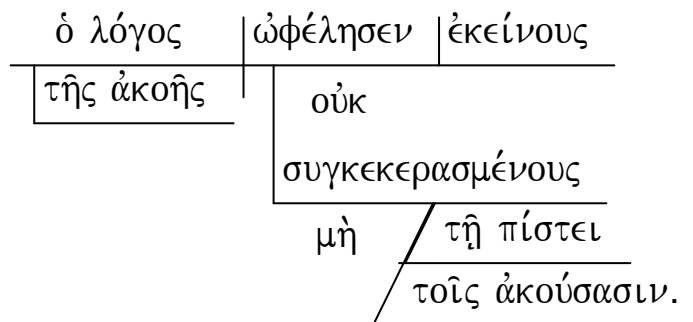 ὁ λόγος ὠφέλησεν ἐκείνους
τῆς ἀκοῆς οὐκ
συγκεκερασμένους
μὴ τῇ πίστει
τοῖς ἀκούσασιν.